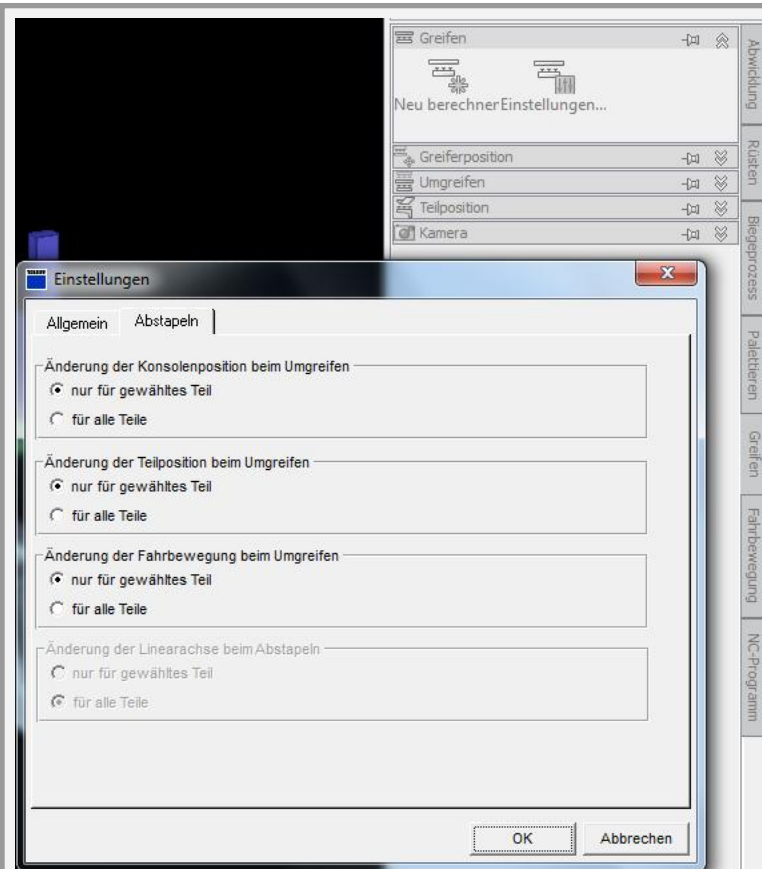 Greifen
Neu berechner Einstellungen...
Greiferposition
Umgreifen
Teilposition
Kamera
Abwicklung
Rüsten
Biegeprozess
Palettieren
Greifen
Fahrbewegung
NC-Programm
Einstellungen
Allgemein
Abstapeln
Änderung der Konsolenposition beim Umgreifen
nur für gewähltes Teil
für alle Teile
Änderung der Teilposition beim Umgreifen
nur für gewähltes Teil
für alle Teile
Änderung der Fahrbewegung beim Umgreifen
nur für gewähltes Teil
für alle Teile
Änderung der Linearachse beim Abstapeln
nur für gewähltes Teil
für alle Teile
OK
Abbrechen